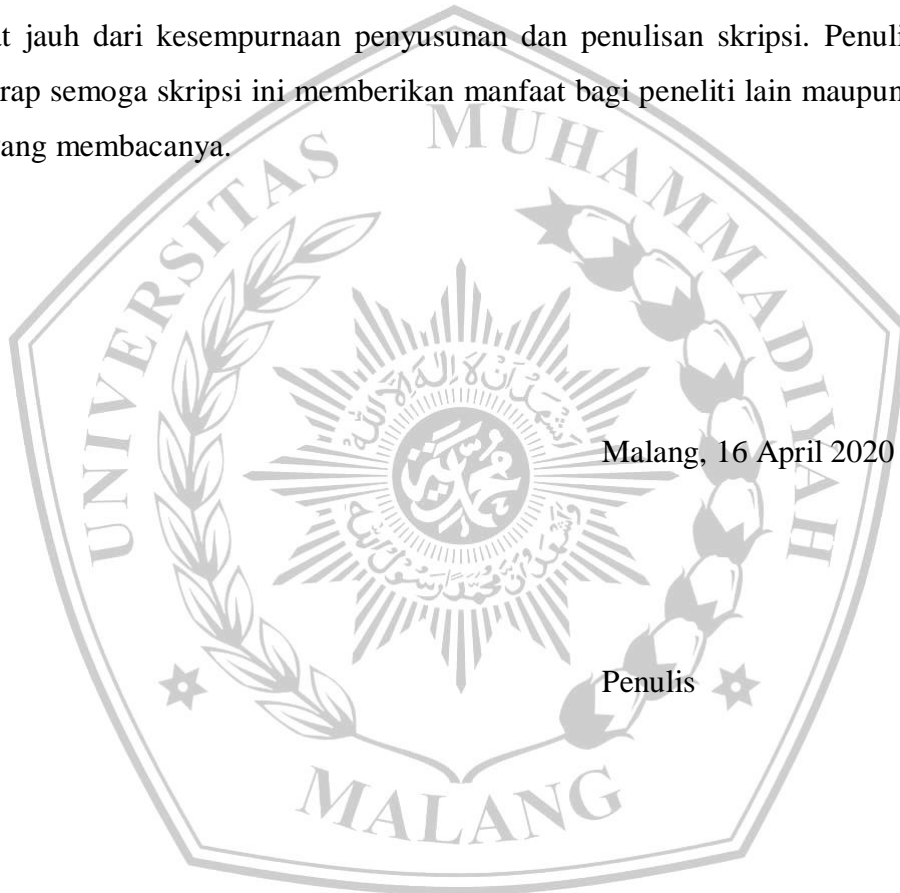 t jauh dari kesempurnaan penyusunan dan penulisan skripsi. Penuli
rap semoga skripsi ini memberikan manfaat bagi peneliti lain maupun
ang membacanya.
UNIVERSITAS MUHAMMADIYAH
Malang, 16 April 2020
Penulis
MALANG